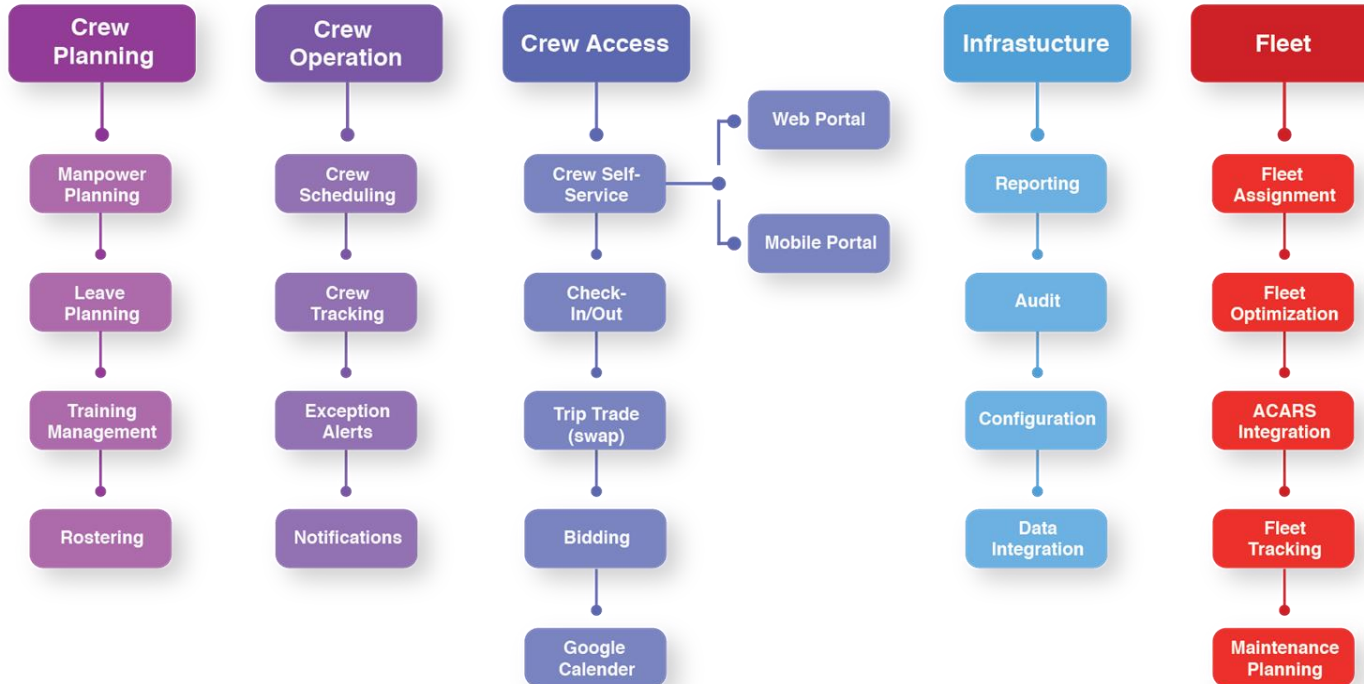 Crew
Planning
Manpower
Planning
Leave
Planning
Training
Management
Rostering
Crew
Operation
Crew
Scheduling
Crew
Tracking
Exception
Alerts
Notifications
Crew Access
Crew Self-
Service
Web Portal
Mobile Portal
Check-
In/Out
Trip Trade
(swap)
Bidding
Google
Calender
Infrastucture
Reporting
Audit
Configuration
Data
Integration
Fleet
Fleet
Assignment
Fleet
Optimization
ACARS
Integration
Fleet
Tracking
Maintenance
Planning